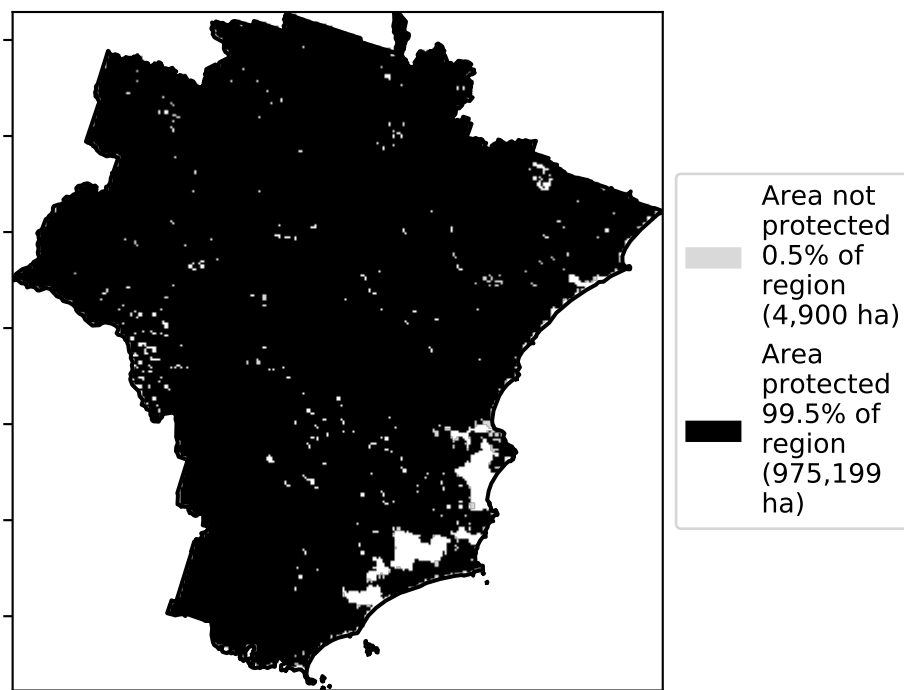 Area not
protected
0.5% of
region
(4,900 ha)
Area
protected
99.5% of
region
(975,199
ha)